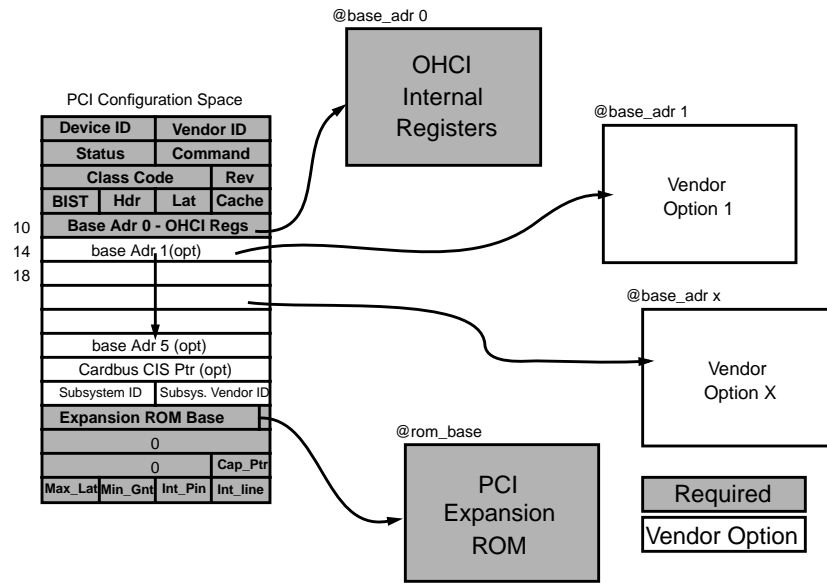 @base_adr 0
OHCI
Internal
Registers
PCI Configuration Space
Device ID Vendor ID
Status Command
Class Code Rev
BIST Hdr Lat Cache
10 Base Adr 0 - OHCI Regs
14 base Adr 1(opt)
18
base Adr 5 (opt)
Cardbus CIS Ptr (opt)
Subsystem ID Subsys. Vendor ID
Expansion ROM Base
0
0 Cap_Ptr
Max_Lat Min_Gnt Int_Pin Int_line
@base_adr 1
Vendor
Option 1
@base_adr x
Vendor
Option X
@rom_base
PCI
Expansion
ROM
Required
Vendor Option